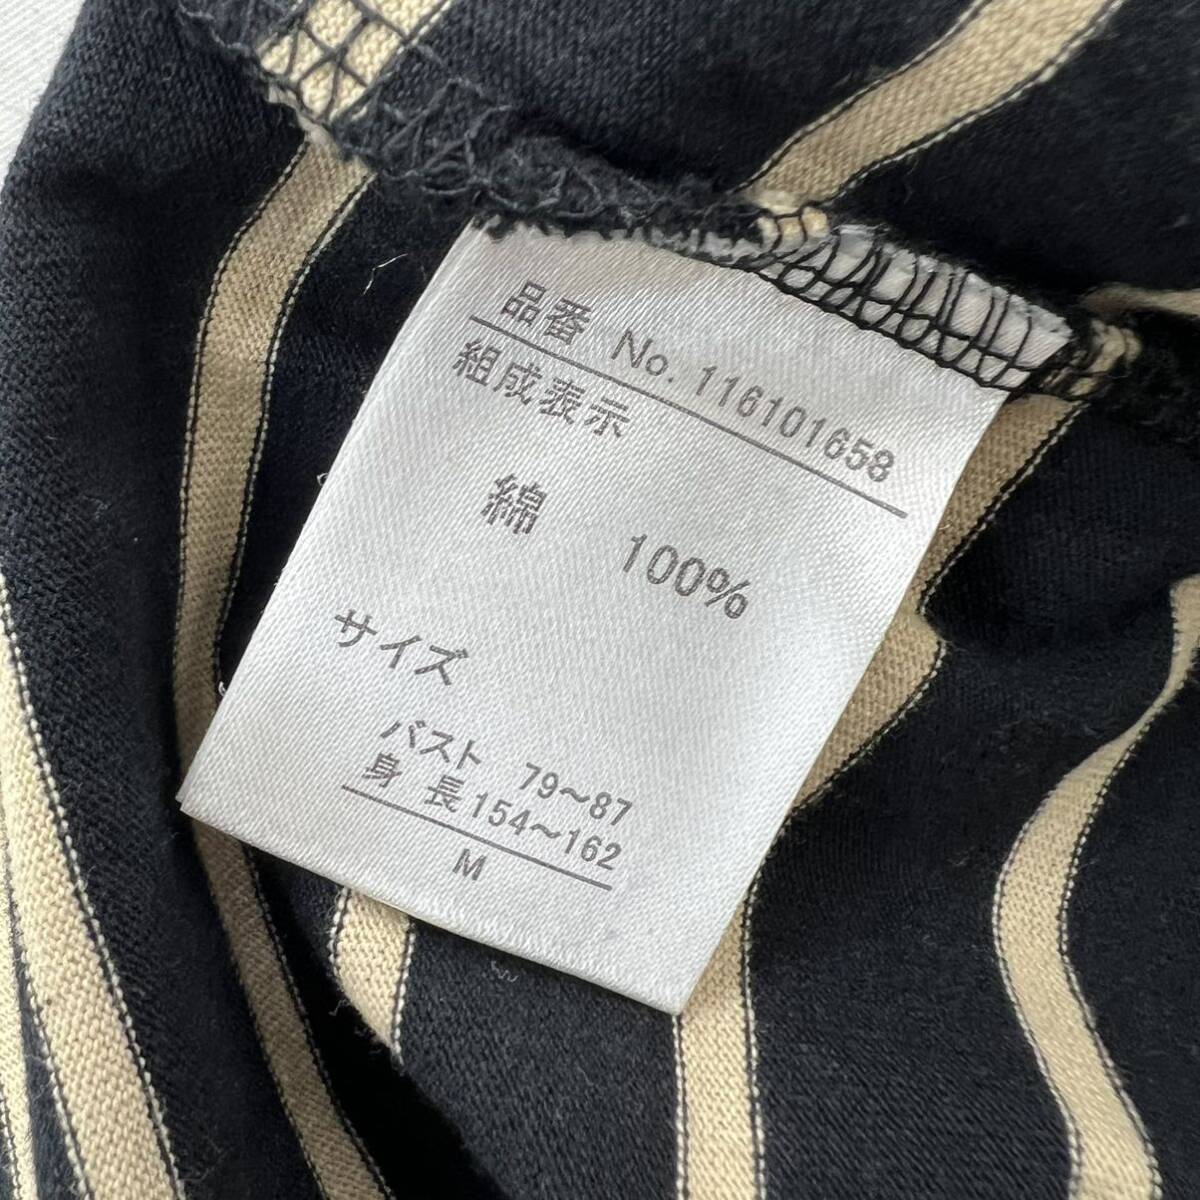 品番 No. 116101658
組成表示
綿 100%
サイズ
バスト 79～87
身長 154～162
M